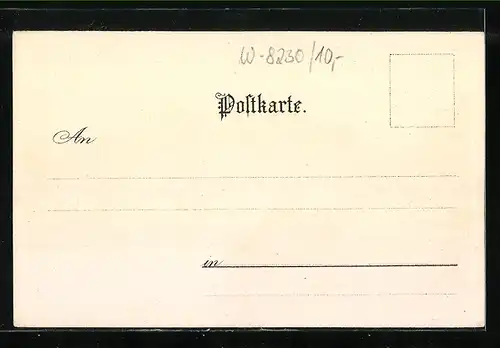 W-8230/10,-
Postkarte.
An
in